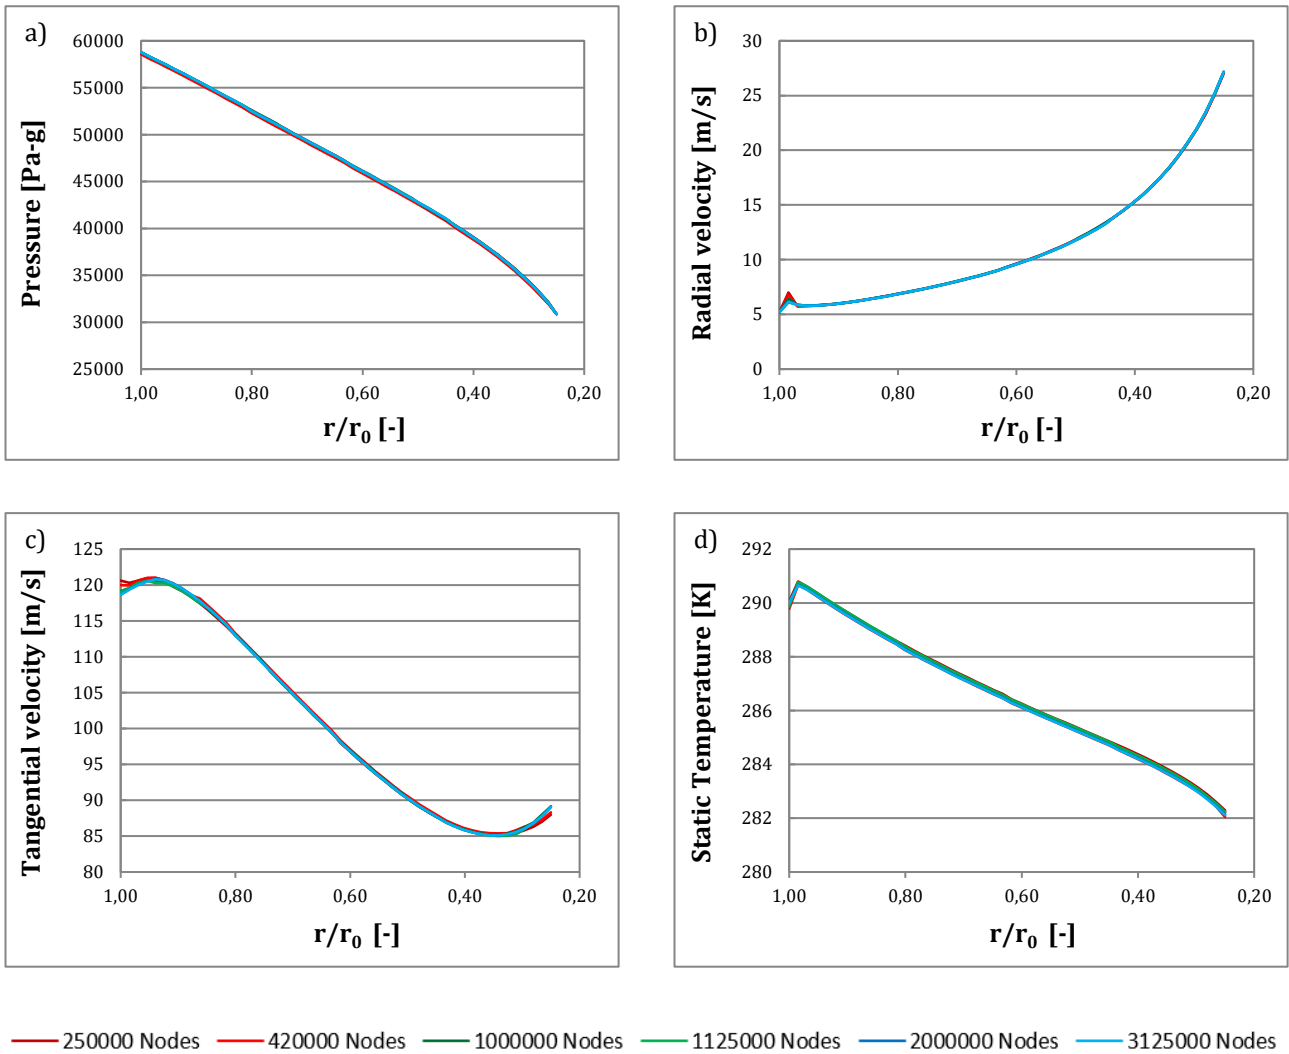 a)
Pressure [Pa-g]
60000
55000
50000
45000
40000
35000
30000
25000
1,00 0,80 0,60 0,40 0,20
r/r₀ [-]
b)
Radial velocity [m/s]
30
25
20
15
10
5
0
1,00 0,80 0,60 0,40 0,20
r/r₀ [-]
c)
Tangential velocity [m/s]
125
120
115
110
105
100
95
90
85
80
1,00 0,80 0,60 0,40 0,20
r/r₀ [-]
d)
Static Temperature [K]
292
290
288
286
284
282
280
1,00 0,80 0,60 0,40 0,20
r/r₀ [-]
250000 Nodes 420000 Nodes 1000000 Nodes 1125000 Nodes 2000000 Nodes 3125000 Nodes